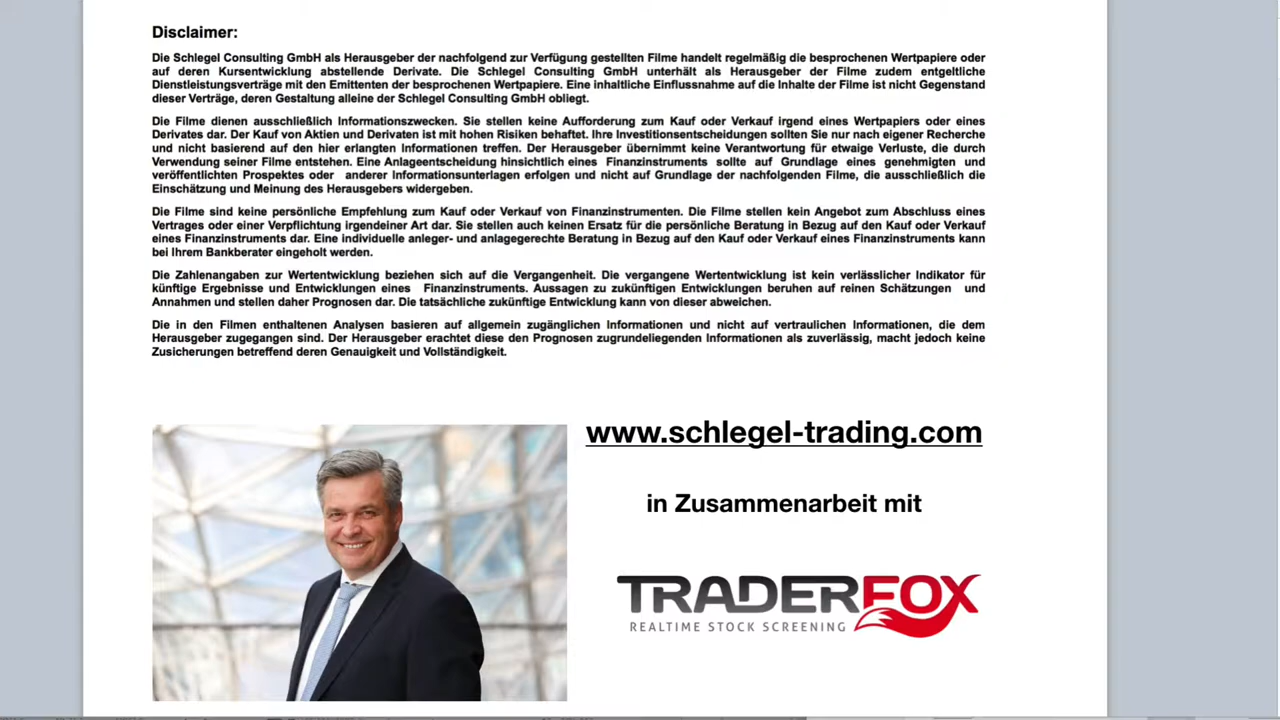 Disclaimer:
Die Schlegel Consulting GmbH als Herausgeber der nachfolgend zur Verfügung gestellten Filme handelt regelmäßig die besprochenen Wertpapiere oder
auf deren Kursentwicklung abstellende Derivate. Die Schlegel Consulting GmbH unterhält als Herausgeber der Filme zudem entgeltliche
Dienstleistungsverträge mit den Emittenten der besprochenen Wertpapiere. Eine inhaltliche Einflussnahme auf die Inhalte der Filme ist nicht Gegenstand
dieser Verträge, deren Gestaltung alleine der Schlegel Consulting GmbH obliegt.
Die Filme dienen ausschließlich Informationszwecken. Sie stellen keine Aufforderung zum Kauf oder Verkauf irgend eines Wertpapiers oder eines
Derivates dar. Der Kauf von Aktien und Derivaten ist mit hohen Risiken behaftet. Ihre Investitionsentscheidungen sollten Sie nur nach eigener Recherche
und nicht basierend auf den hier erlangten Informationen treffen. Der Herausgeber übernimmt keine Verantwortung für etwaige Verluste, die durch
Verwendung seiner Filme entstehen. Eine Anlageentscheidung hinsichtlich eines Finanzinstruments sollte auf Grundlage eines genehmigten und
veröffentlichten Prospektes oder anderer Informationsunterlagen erfolgen und nicht auf Grundlage der nachfolgenden Filme, die ausschließlich die
Einschätzung und Meinung des Herausgebers widergeben.
Die Filme sind keine persönliche Empfehlung zum Kauf oder Verkauf von Finanzinstrumenten. Die Filme stellen kein Angebot zum Abschluss eines
Vertrages oder einer Verpflichtung irgendeiner Art dar. Sie stellen auch keinen Ersatz für die persönliche Beratung in Bezug auf den Kauf oder Verkauf
eines Finanzinstruments dar. Eine individuelle anleger- und anlagegerechte Beratung in Bezug auf den Kauf oder Verkauf eines Finanzinstruments kann
bei Ihrem Bankberater eingeholt werden.
Die Zahlenangaben zur Wertentwicklung beziehen sich auf die Vergangenheit. Die vergangene Wertentwicklung ist kein verlässlicher Indikator für
künftige Ergebnisse und Entwicklungen eines Finanzinstruments. Aussagen zu zukünftigen Entwicklungen beruhen auf reinen Schätzungen und
Annahmen und stellen daher Prognosen dar. Die tatsächliche zukünftige Entwicklung kann von dieser abweichen.
Die in den Filmen enthaltenen Analysen basieren auf allgemein zugänglichen Informationen und nicht auf vertraulichen Informationen, die dem
Herausgeber zugegangen sind. Der Herausgeber erachtet diese den Prognosen zugrundeliegenden Informationen als zuverlässig, macht jedoch keine
Zusicherungen betreffend deren Genauigkeit und Vollständigkeit.
www.schlegel-trading.com
in Zusammenarbeit mit
TRADERFOX
REALTIME STOCK SCREENING